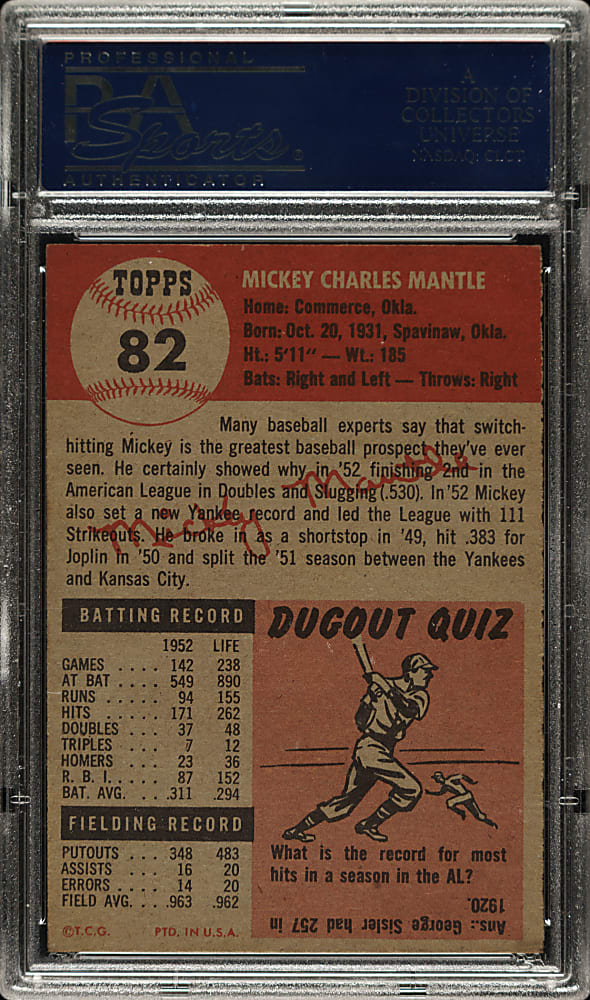 PROFESSIONAL
PSA
Sports
AUTHENTICATOR
A
DIVISION OF
COLLECTORS
UNIVERSE
NASDAQ: CLCT
TOPPS
82
MICKEY CHARLES MANTLE
Home: Commerce, Okla.
Born: Oct. 20, 1931, Spavinaw, Okla.
Ht.: 5'11" — Wt.: 185
Bats: Right and Left — Throws: Right
Many baseball experts say that switch-
hitting Mickey is the greatest baseball prospect they've ever
seen. He certainly showed why in '52 finishing 2nd in the
American League in Doubles and Slugging (.530). In '52 Mickey
also set a new Yankee record and led the League with 111
Strikeouts. He broke in as a shortstop in '49, hit .383 for
Joplin in '50 and split the '51 season between the Yankees
and Kansas City.
Mickey Mantle
BATTING RECORD
1952 LIFE
GAMES .... 142 238
AT BAT .... 549 890
RUNS .... 94 155
HITS .... 171 262
DOUBLES ... 37 48
TRIPLES ... 7 12
HOMERS ... 23 36
R. B. I. .... 87 152
BAT. AVG. ... .311 .294
FIELDING RECORD
PUTOUTS ... 348 483
ASSISTS ... 16 20
ERRORS ... 14 20
FIELD AVG. ... .963 .962
©T.C.G. PTD. IN U.S.A.
DUGOUT QUIZ
What is the record for most
hits in a season in the AL?
Ans.: George Sisler had 257 in
1920.